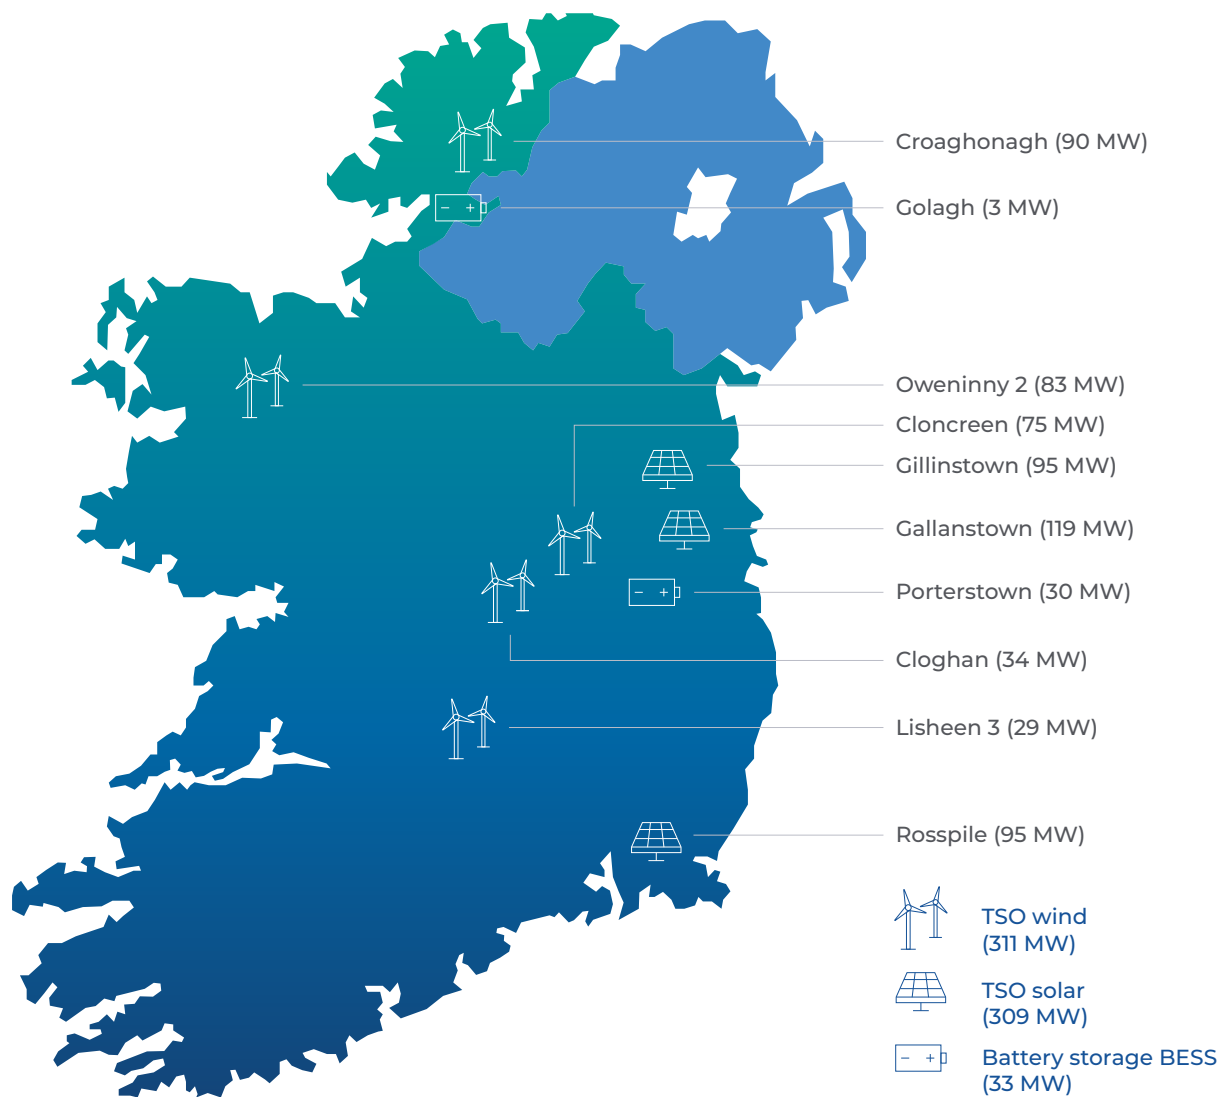 Croaghonagh (90 MW)
Golagh (3 MW)
Oweninny 2 (83 MW)
Cloncreen (75 MW)
Gillinstown (95 MW)
Gallanstown (119 MW)
Porterstown (30 MW)
Cloghan (34 MW)
Lisheen 3 (29 MW)
Rosspile (95 MW)
TSO wind
(311 MW)
TSO solar
(309 MW)
Battery storage BESS
(33 MW)